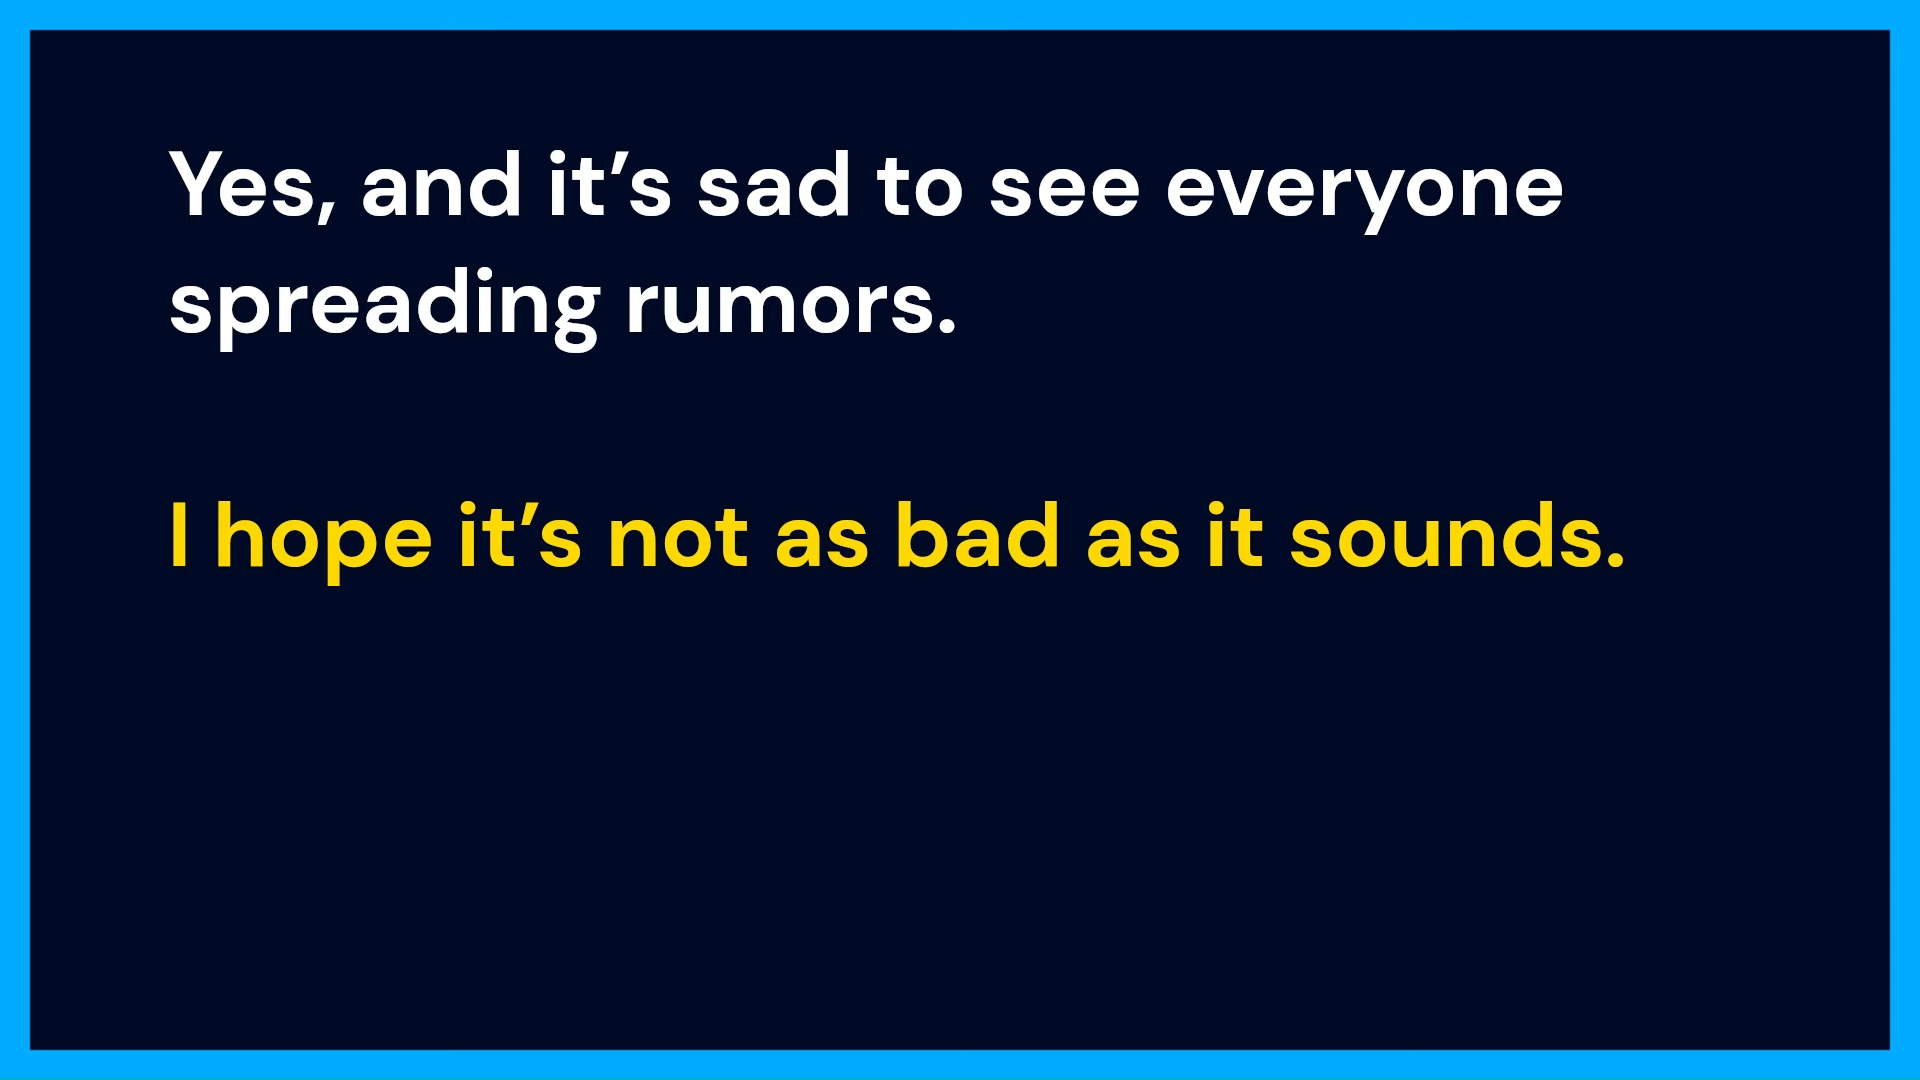 Yes, and it’s sad to see everyone
spreading rumors.
I hope it’s not as bad as it sounds.